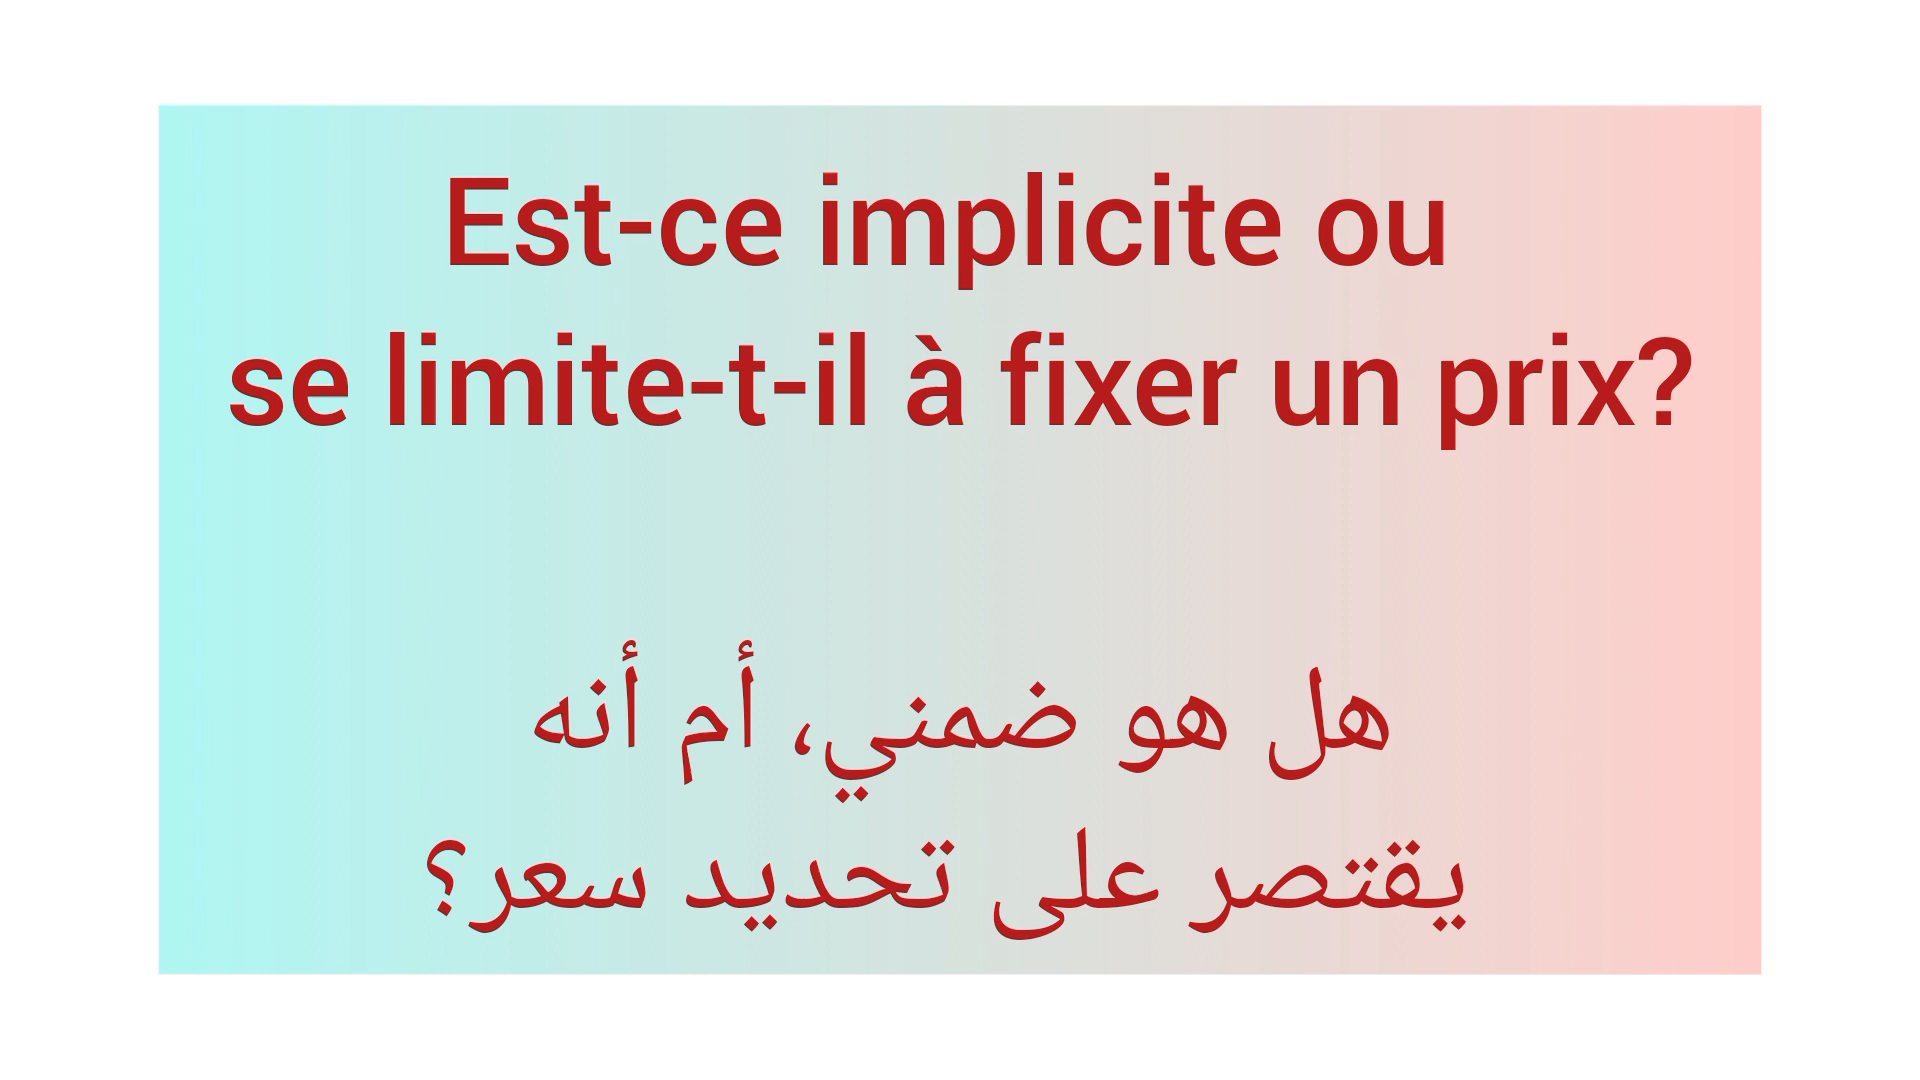 Est-ce implicite ou
se limite-t-il à fixer un prix?
هل هو ضمني، أم أنه
يقتصر على تحديد سعر؟